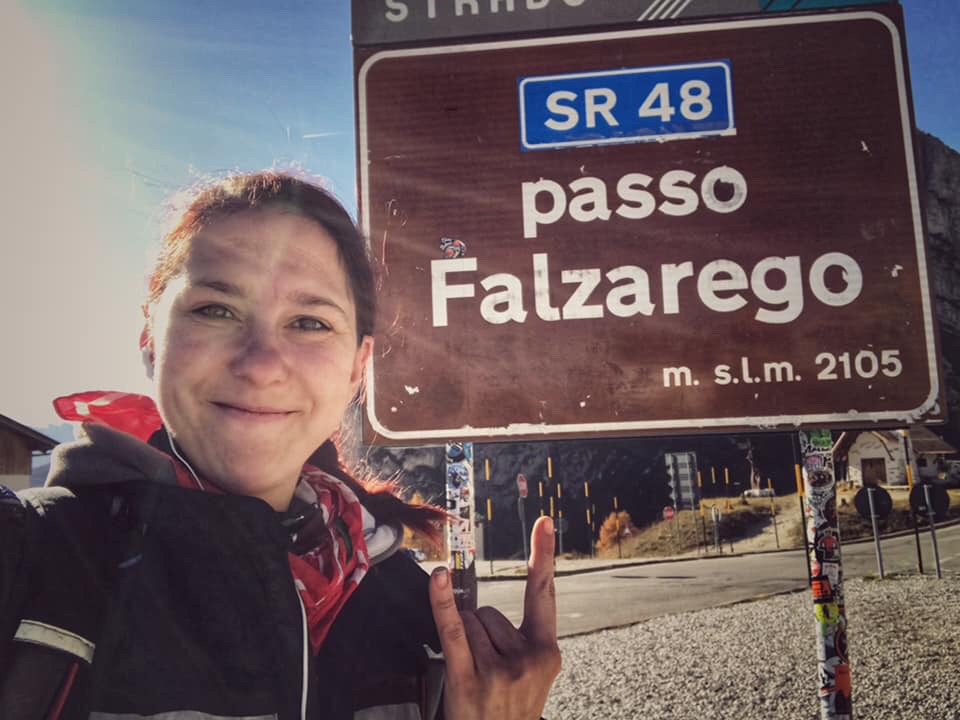 SR 48
passo
Falzarego
m. s.l.m. 2105